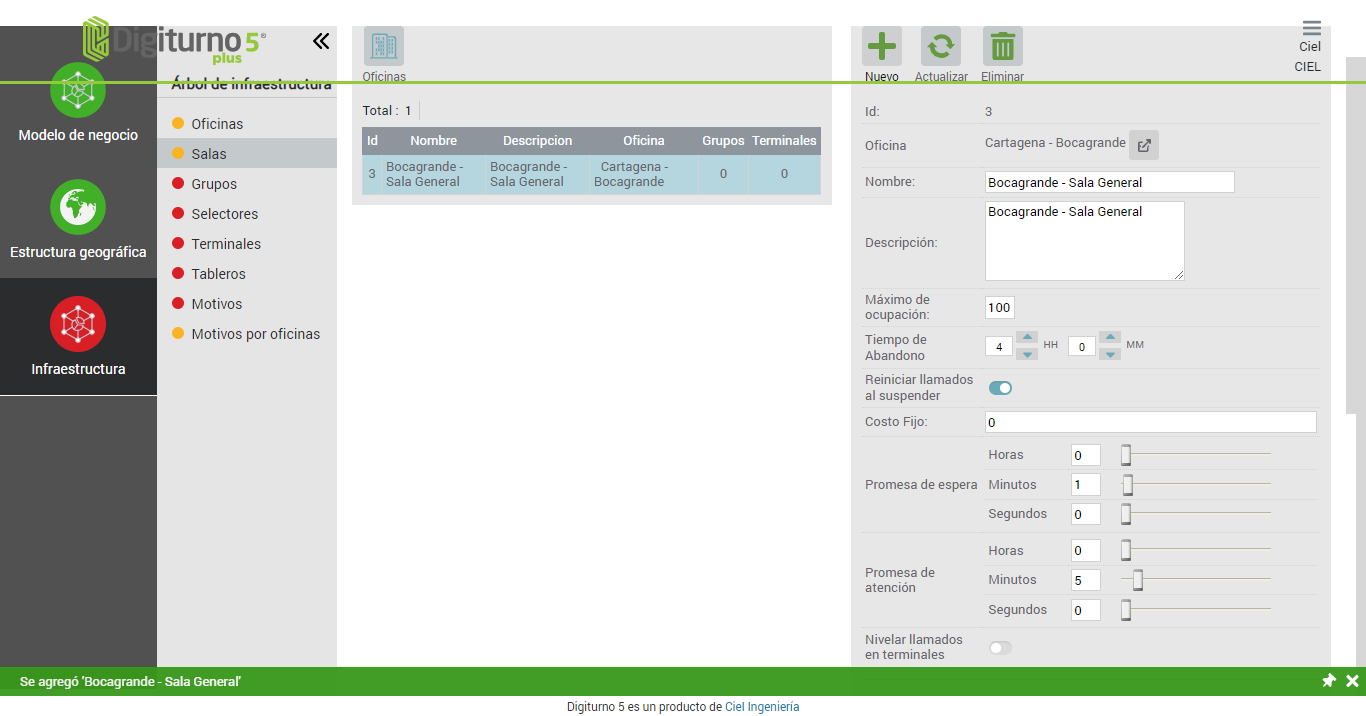 Digiturno 5®
plus
Modelo de negocio
Estructura geográfica
Infraestructura
Árbol de infraestructura
Oficinas
Salas
Grupos
Selectores
Terminales
Tableros
Motivos
Motivos por oficinas
Oficinas
Total : 1
Id Nombre Descripcion Oficina Grupos Terminales
3 Bocagrande - Sala General Bocagrande - Sala General Cartagena - Bocagrande 0 0
Nuevo Actualizar Eliminar
Ciel
CIEL
Id: 3
Oficina Cartagena - Bocagrande
Nombre: Bocagrande - Sala General
Descripción: Bocagrande - Sala General
Máximo de
ocupación: 100
Tiempo de
Abandono 4 HH 0 MM
Reiniciar llamados
al suspender
Costo Fijo: 0
Promesa de espera
Horas 0
Minutos 1
Segundos 0
Promesa de
atención
Horas 0
Minutos 5
Segundos 0
Nivelar llamados
en terminales
Se agregó 'Bocagrande - Sala General'
Digiturno 5 es un producto de Ciel Ingeniería